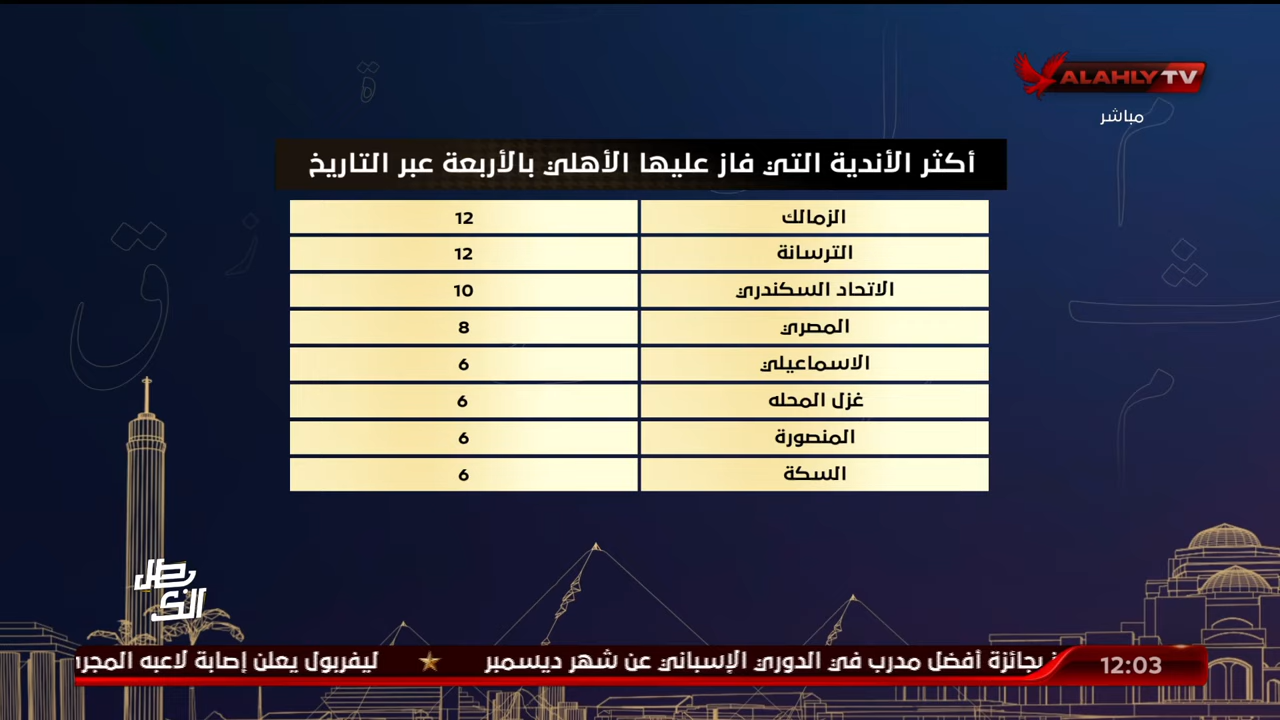 ALAHLY TV
مباشر
أكثر الأندية التي فاز عليها الأهلي بالأربعة عبر التاريخ
الزمالك 12
الترسانة 12
الاتحاد السكندري 10
المصري 8
الاسماعيلي 6
غزل المحله 6
المنصورة 6
السكة 6
بجائزة أفضل مدرب في الدوري الإسباني عن شهر ديسمبر ★ ليفربول يعلن إصابة لاعبه
12:03